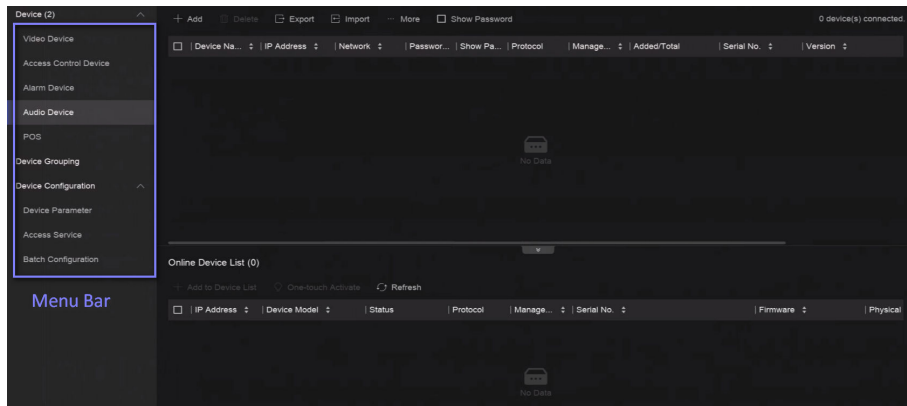 Device (2)
Video Device
Access Control Device
Alarm Device
Audio Device
POS
Device Grouping
Device Configuration
Device Parameter
Access Service
Batch Configuration
Menu Bar
Add Delete Export Import More Show Password 0 device(s) connected.
Device Na... IP Address Network Passwor... Show Pa... Protocol Manage... Added/Total Serial No. Version
No Data
Online Device List (0)
Add to Device List One-touch Activate Refresh
IP Address Device Model Status Protocol Manage... Serial No. Firmware Physical
No Data